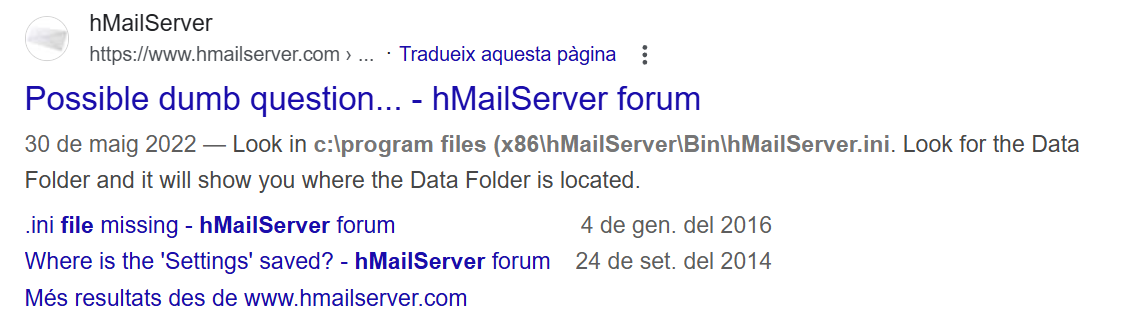 hMailServer
https://www.hmailserver.com › ... · Tradueix aquesta pàgina
Possible dumb question... - hMailServer forum
30 de maig 2022 — Look in c:\program files (x86\hMailServer\Bin\hMailServer.ini. Look for the Data
Folder and it will show you where the Data Folder is located.
.ini file missing - hMailServer forum 4 de gen. del 2016
Where is the 'Settings' saved? - hMailServer forum 24 de set. del 2014
Més resultats des de www.hmailserver.com